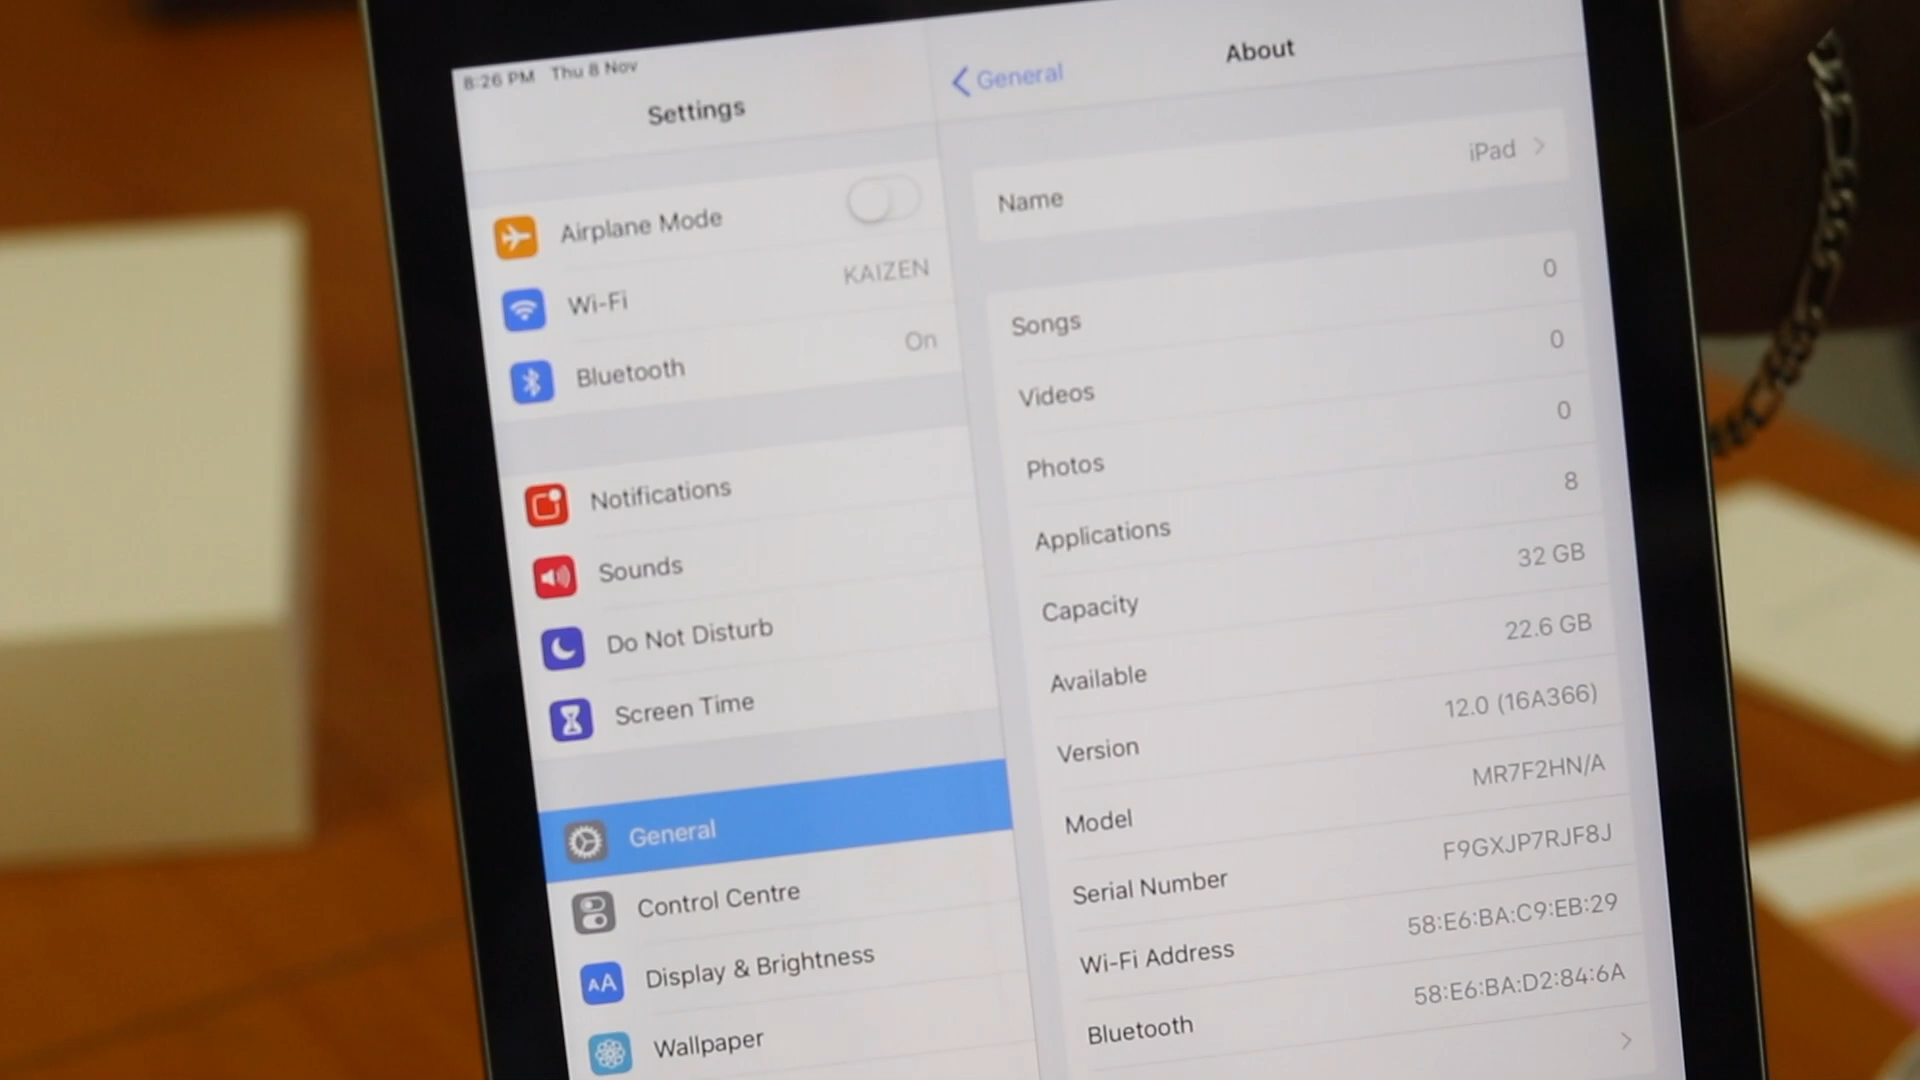 8:26 PM Thu 8 Nov
Settings
Airplane Mode
Wi-Fi KAIZEN
Bluetooth On
Notifications
Sounds
Do Not Disturb
Screen Time
General
Control Centre
AA Display & Brightness
Wallpaper
General About
Name iPad
Songs 0
Videos 0
Photos 0
Applications 8
Capacity 32 GB
Available 22.6 GB
Version 12.0 (16A366)
Model MR7F2HN/A
Serial Number F9GXJP7RJF8J
Wi-Fi Address 58:E6:BA:C9:EB:29
Bluetooth 58:E6:BA:D2:84:6A